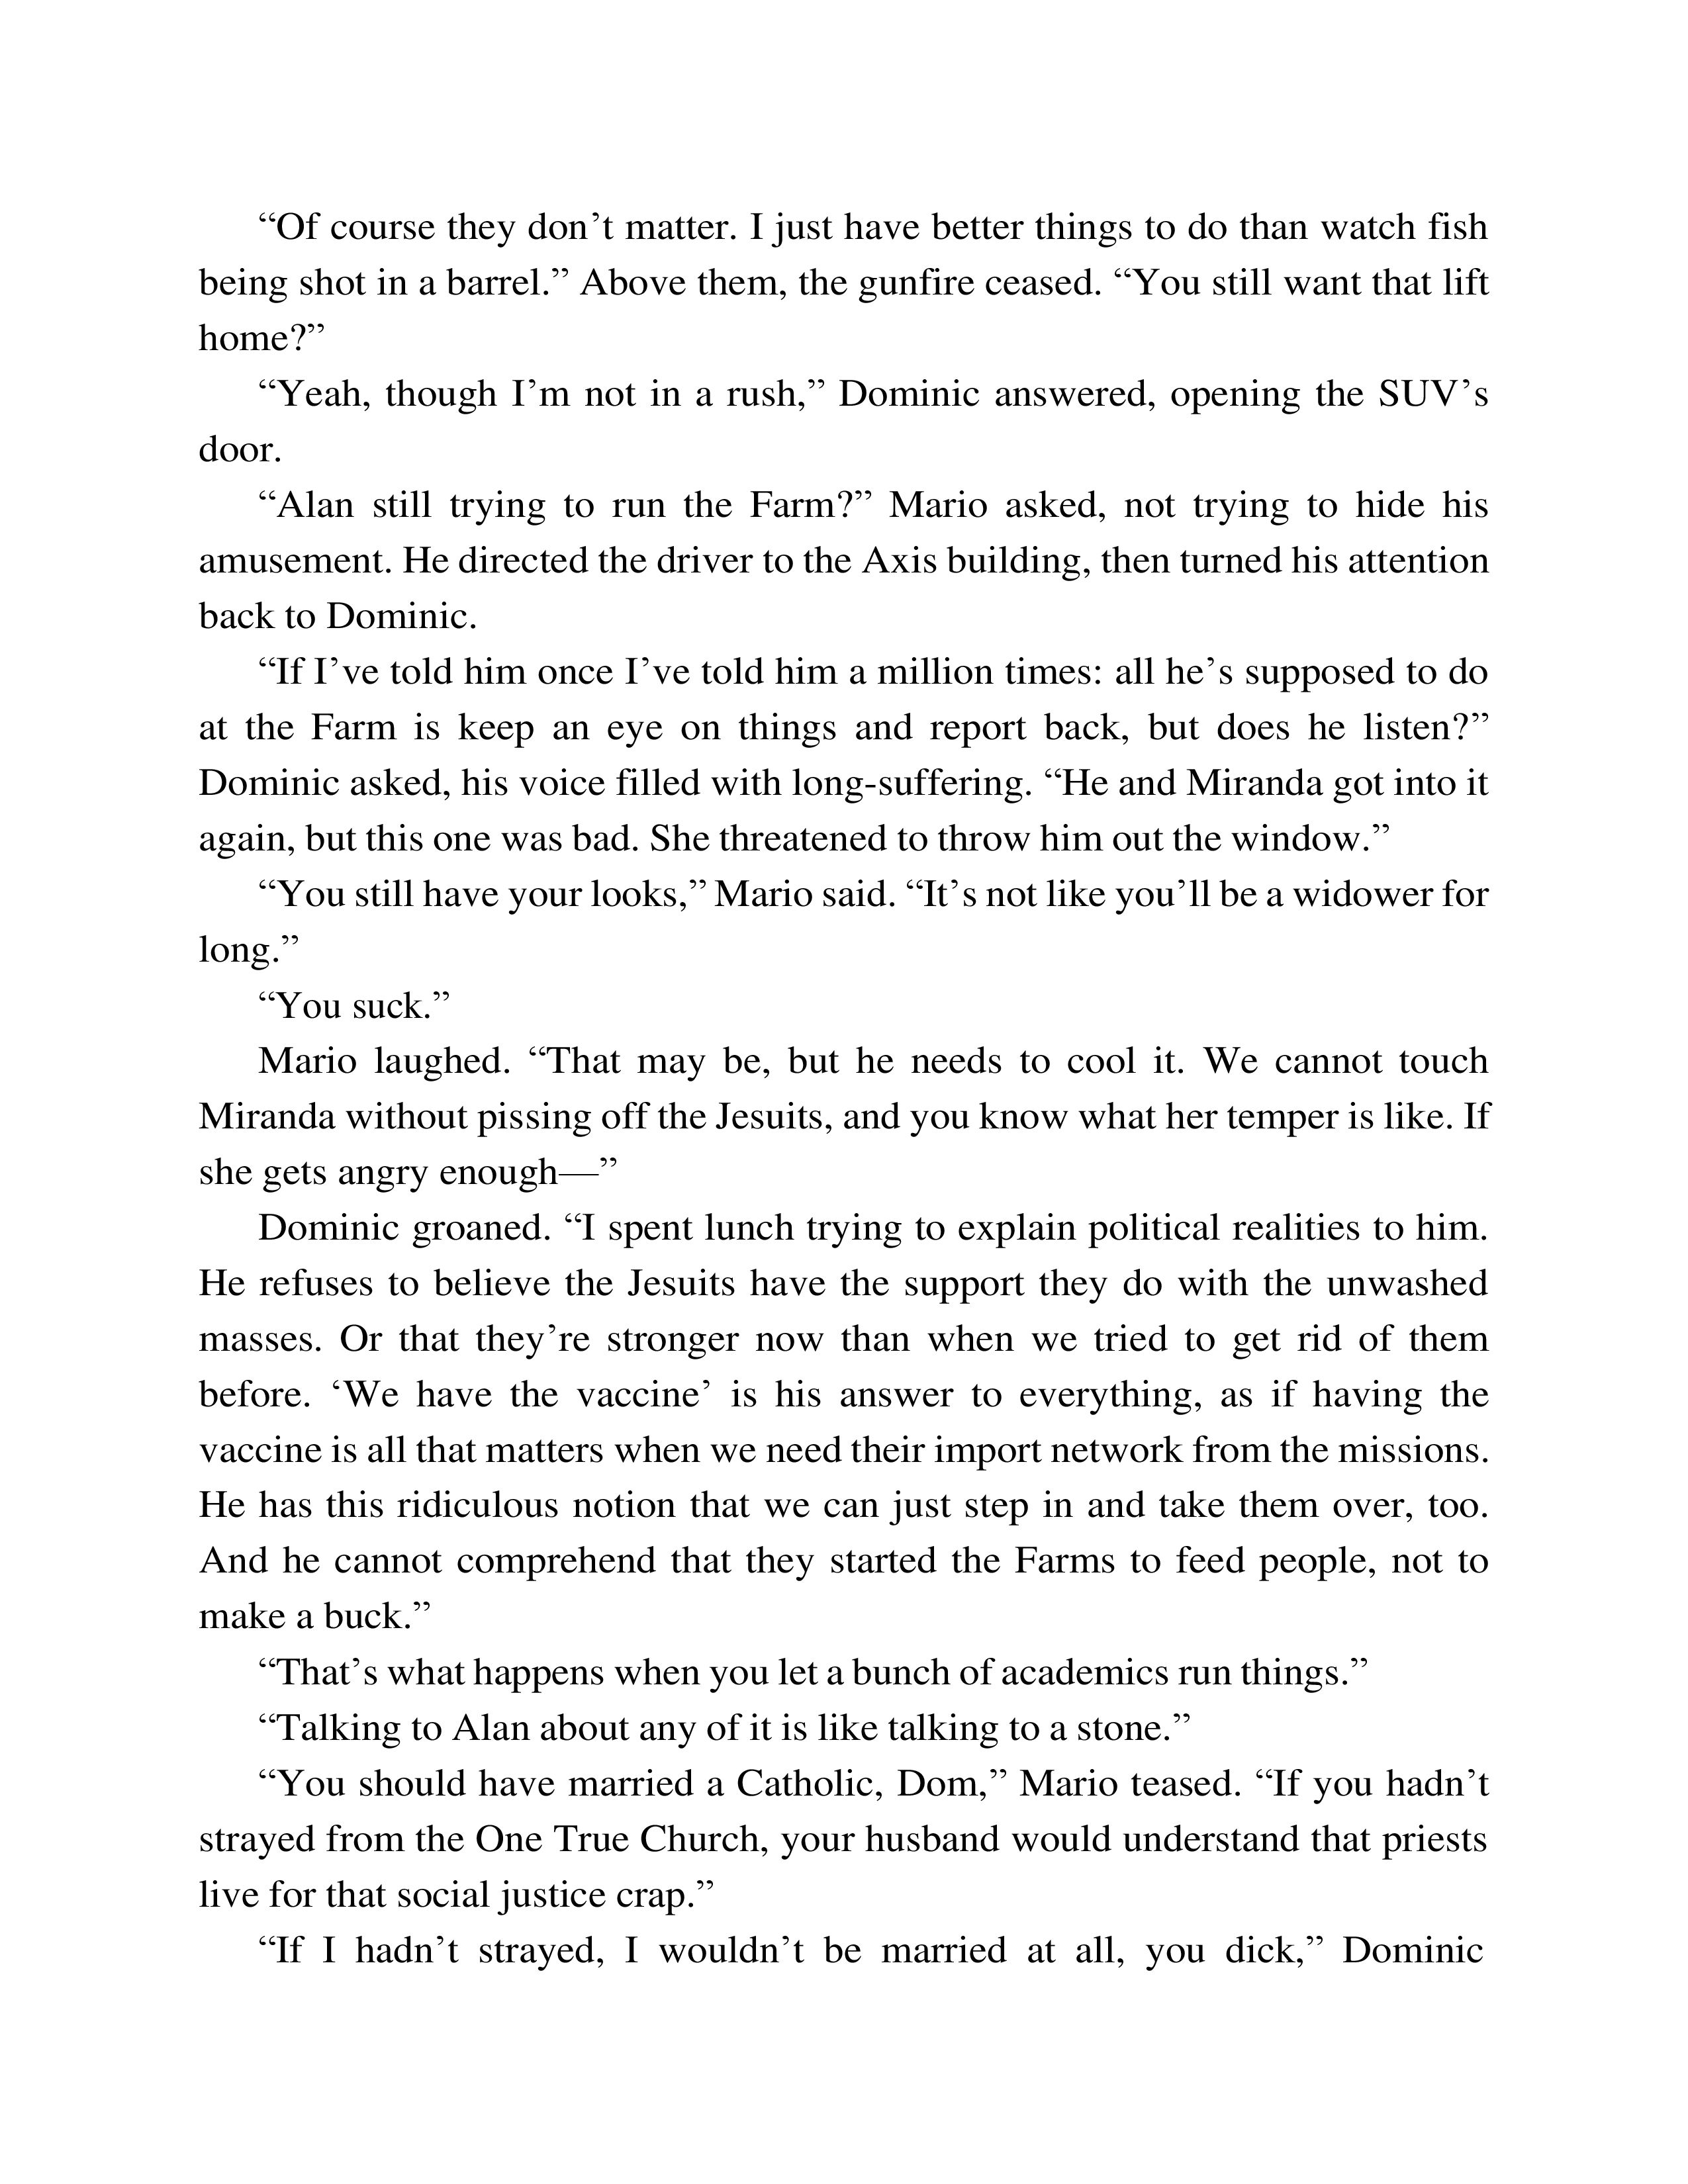 “Of course they don’t matter. I just have better things to do than watch fish
being shot in a barrel.” Above them, the gunfire ceased. “You still want that lift
home?”
“Yeah, though I’m not in a rush,” Dominic answered, opening the SUV’s
door.
“Alan still trying to run the Farm?” Mario asked, not trying to hide his
amusement. He directed the driver to the Axis building, then turned his attention
back to Dominic.
“If I’ve told him once I’ve told him a million times: all he’s supposed to do
at the Farm is keep an eye on things and report back, but does he listen?”
Dominic asked, his voice filled with long-suffering. “He and Miranda got into it
again, but this one was bad. She threatened to throw him out the window.”
“You still have your looks,” Mario said. “It’s not like you’ll be a widower for
long.”
“You suck.”
Mario laughed. “That may be, but he needs to cool it. We cannot touch
Miranda without pissing off the Jesuits, and you know what her temper is like. If
she gets angry enough—”
Dominic groaned. “I spent lunch trying to explain political realities to him.
He refuses to believe the Jesuits have the support they do with the unwashed
masses. Or that they’re stronger now than when we tried to get rid of them
before. ‘We have the vaccine’ is his answer to everything, as if having the
vaccine is all that matters when we need their import network from the missions.
He has this ridiculous notion that we can just step in and take them over, too.
And he cannot comprehend that they started the Farms to feed people, not to
make a buck.”
“That’s what happens when you let a bunch of academics run things.”
“Talking to Alan about any of it is like talking to a stone.”
“You should have married a Catholic, Dom,” Mario teased. “If you hadn’t
strayed from the One True Church, your husband would understand that priests
live for that social justice crap.”
“If I hadn’t strayed, I wouldn’t be married at all, you dick,” Dominic